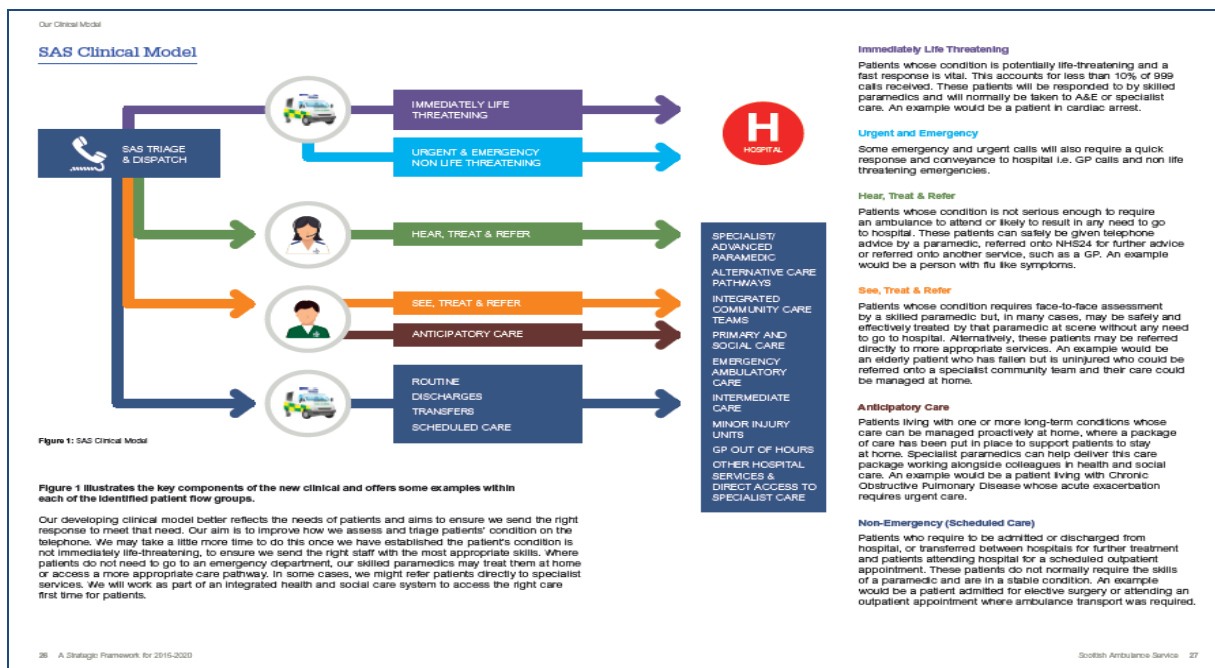 Our Clinical Model
SAS Clinical Model
SAS TRIAGE
& DISPATCH
IMMEDIATELY LIFE
THREATENING
URGENT & EMERGENCY
NON LIFE THREATENING
HEAR, TREAT & REFER
SEE, TREAT & REFER
ANTICIPATORY CARE
ROUTINE
DISCHARGES
TRANSFERS
SCHEDULED CARE
H
HOSPITAL
SPECIALIST/
ADVANCED
PARAMEDIC
ALTERNATIVE CARE
PATHWAYS
INTEGRATED
COMMUNITY CARE
TEAMS
PRIMARY AND
SOCIAL CARE
EMERGENCY
AMBULATORY
CARE
INTERMEDIATE
CARE
MINOR INJURY
UNITS
GP OUT OF HOURS
OTHER HOSPITAL
SERVICES &
DIRECT ACCESS TO
SPECIALIST CARE
Figure 1: SAS Clinical Model
Figure 1 illustrates the key components of the new clinical and offers some examples within
each of the identified patient flow groups.
Our developing clinical model better reflects the needs of patients and aims to ensure we send the right
response to meet that need. Our aim is to improve how we assess and triage patients' condition on the
telephone. We may take a little more time to do this once we have established the patient's condition is
not immediately life-threatening, to ensure we send the right staff with the most appropriate skills. Where
patients do not need to go to an emergency department, our skilled paramedics may treat them at home
or access a more appropriate care pathway. In some cases, we might refer patients directly to specialist
services. We will work as part of an integrated health and social care system to access the right care
first time for patients.
Immediately Life Threatening
Patients whose condition is potentially life-threatening and a
fast response is vital. This accounts for less than 10% of 999
calls received. These patients will be responded to by skilled
paramedics and will normally be taken to A&E or specialist
care. An example would be a patient in cardiac arrest.
Urgent and Emergency
Some emergency and urgent calls will also require a quick
response and conveyance to hospital i.e. GP calls and non life
threatening emergencies.
Hear, Treat & Refer
Patients whose condition is not serious enough to require
an ambulance to attend or likely to result in any need to go
to hospital. These patients can safely be given telephone
advice by a paramedic, referred onto NHS24 for further advice
or referred onto another service, such as a GP. An example
would be a person with flu like symptoms.
See, Treat & Refer
Patients whose condition requires face-to-face assessment
by a skilled paramedic but, in many cases, may be safely and
effectively treated by that paramedic at scene without any need
to go to hospital. Alternatively, these patients may be referred
directly to more appropriate services. An example would be
an elderly patient who has fallen but is uninjured who could be
referred onto a specialist community team and their care could
be managed at home.
Anticipatory Care
Patients living with one or more long-term conditions whose
care can be managed proactively at home, where a package
of care has been put in place to support patients to stay
at home. Specialist paramedics can help deliver this care
package working alongside colleagues in health and social
care. An example would be a patient living with Chronic
Obstructive Pulmonary Disease whose acute exacerbation
requires urgent care.
Non-Emergency (Scheduled Care)
Patients who require to be admitted or discharged from
hospital, or transferred between hospitals for further treatment
and patients attending hospital for a scheduled outpatient
appointment. These patients do not normally require the skills
of a paramedic and are in a stable condition. An example
would be a patient admitted for elective surgery or attending an
outpatient appointment where ambulance transport was required.
26 A Strategic Framework for 2015-2020
Scottish Ambulance Service 27